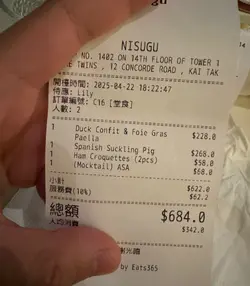 NISUGU
NO. 1402 ON 14TH FLOOR OF TOWER 1
TWINS , 12 CONCORDE ROAD , KAI TAK
開檯時間: 2025-04-22 18:22:47
侍應: Lily
訂單編號: C16 [堂食]
人數: 2
1 Duck Confit & Foie Gras $228.0
Paella
1 Spanish Suckling Pig $268.0
1 Ham Croquettes (2pcs) $58.0
1 (Mocktail) ASA $68.0
小計 $622.0
服務費(10%) $62.2
總額 $684.0
人均消費 $342.0
by Eats365